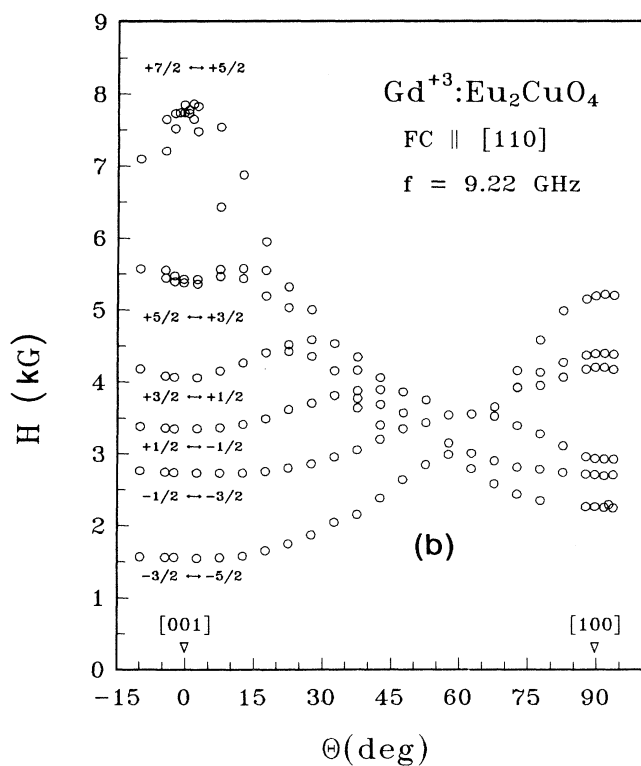 9
8
7
6
5
4
3
2
1
0
H (kG)
+7/2 ↔ +5/2
Gd⁺³:Eu₂CuO₄
FC ∥ [110]
f = 9.22 GHz
+5/2 ↔ +3/2
+3/2 ↔ +1/2
+1/2 ↔ −1/2
−1/2 ↔ −3/2
−3/2 ↔ −5/2
(b)
[001] [100]
−15 0 15 30 45 60 75 90
Θ(deg)